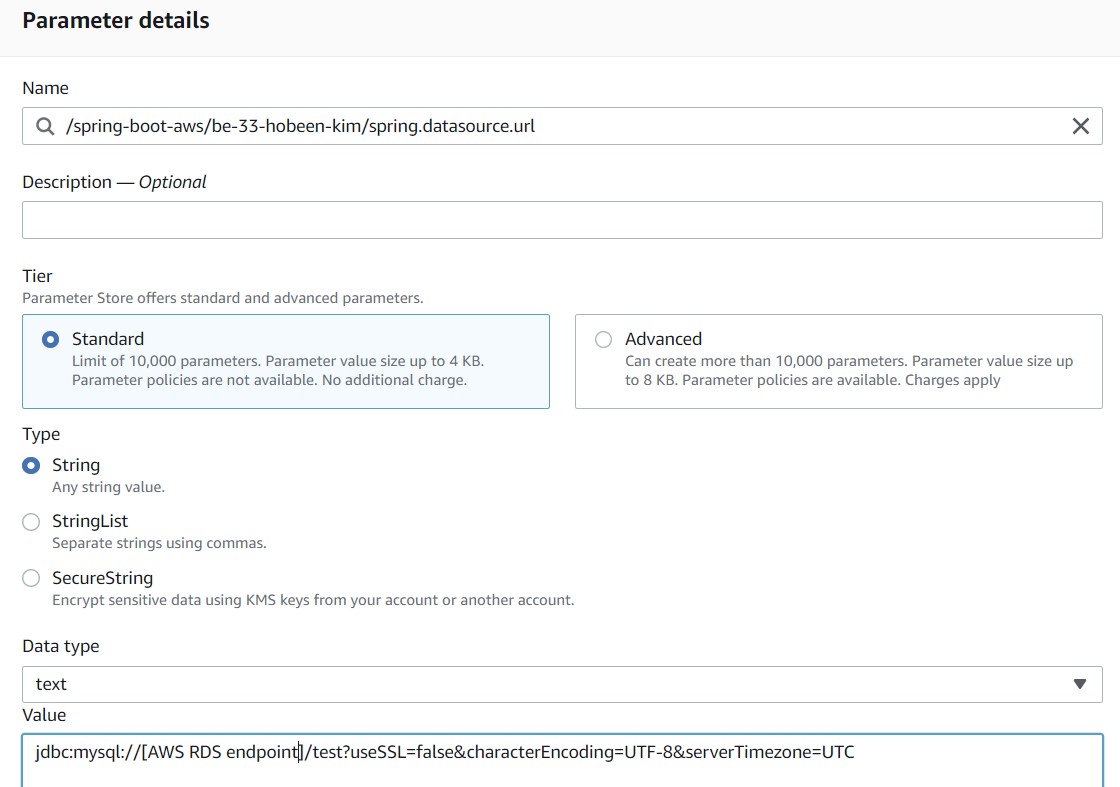 Parameter details
Name
/spring-boot-aws/be-33-hobeen-kim/spring.datasource.url
Description — Optional
Tier
Parameter Store offers standard and advanced parameters.
Standard
Limit of 10,000 parameters. Parameter value size up to 4 KB.
Parameter policies are not available. No additional charge.
Advanced
Can create more than 10,000 parameters. Parameter value size up
to 8 KB. Parameter policies are available. Charges apply
Type
String
Any string value.
StringList
Separate strings using commas.
SecureString
Encrypt sensitive data using KMS keys from your account or another account.
Data type
text
Value
jdbc:mysql://[AWS RDS endpoint]/test?useSSL=false&characterEncoding=UTF-8&serverTimezone=UTC